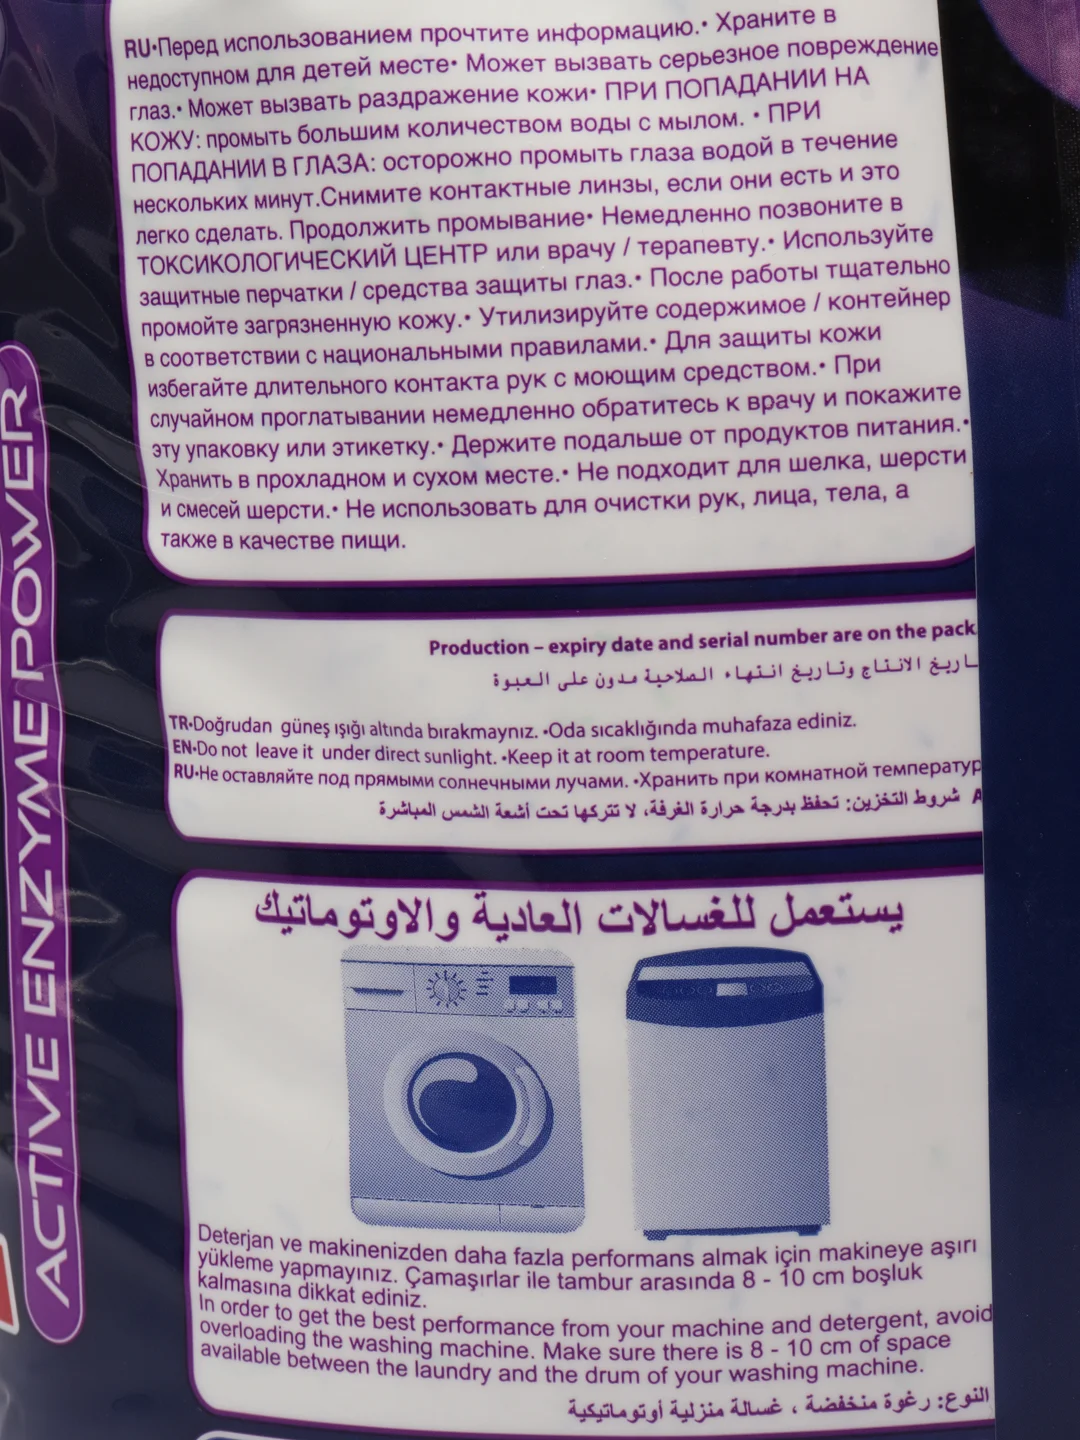 RU•Перед использованием прочтите информацию.• Храните в
недоступном для детей месте• Может вызвать серьезное повреждение
глаз.• Может вызвать раздражение кожи• ПРИ ПОПАДАНИИ НА
КОЖУ: промыть большим количеством воды с мылом. • ПРИ
ПОПАДАНИИ В ГЛАЗА: осторожно промыть глаза водой в течение
нескольких минут.Снимите контактные линзы, если они есть и это
легко сделать. Продолжить промывание• Немедленно позвоните в
ТОКСИКОЛОГИЧЕСКИЙ ЦЕНТР или врачу / терапевту.• Используйте
защитные перчатки / средства защиты глаз.• После работы тщательно
промойте загрязненную кожу.• Утилизируйте содержимое / контейнер
в соответствии с национальными правилами.• Для защиты кожи
избегайте длительного контакта рук с моющим средством.• При
случайном проглатывании немедленно обратитесь к врачу и покажите
эту упаковку или этикетку.• Держите подальше от продуктов питания.•
Хранить в прохладном и сухом месте.• Не подходит для шелка, шерсти
и смесей шерсти.• Не использовать для очистки рук, лица, тела, а
также в качестве пищи.
ACTIVE ENZYME POWER
Production – expiry date and serial number are on the pack
اريخ الانتاج وتاريخ انتهاء الصلاحية مدون على العبوة
TR•Doğrudan güneş ışığı altında bırakmayınız. •Oda sıcaklığında muhafaza ediniz.
EN•Do not leave it under direct sunlight. •Keep it at room temperature.
RU•Не оставляйте под прямыми солнечными лучами. •Хранить при комнатной температур
A شروط التخزين: تحفظ بدرجة حرارة الغرفة، لا تتركها تحت أشعة الشمس المباشرة
يستعمل للغسالات العادية والاوتوماتيك
Deterjan ve makinenizden daha fazla performans almak için makineye aşırı
yükleme yapmayınız. Çamaşırlar ile tambur arasında 8 - 10 cm boşluk
kalmasına dikkat ediniz.
In order to get the best performance from your machine and detergent, avoid
overloading the washing machine. Make sure there is 8 - 10 cm of space
available between the laundry and the drum of your washing machine.
النوع: رغوة منخفضة ، غسالة منزلية أوتوماتيكية